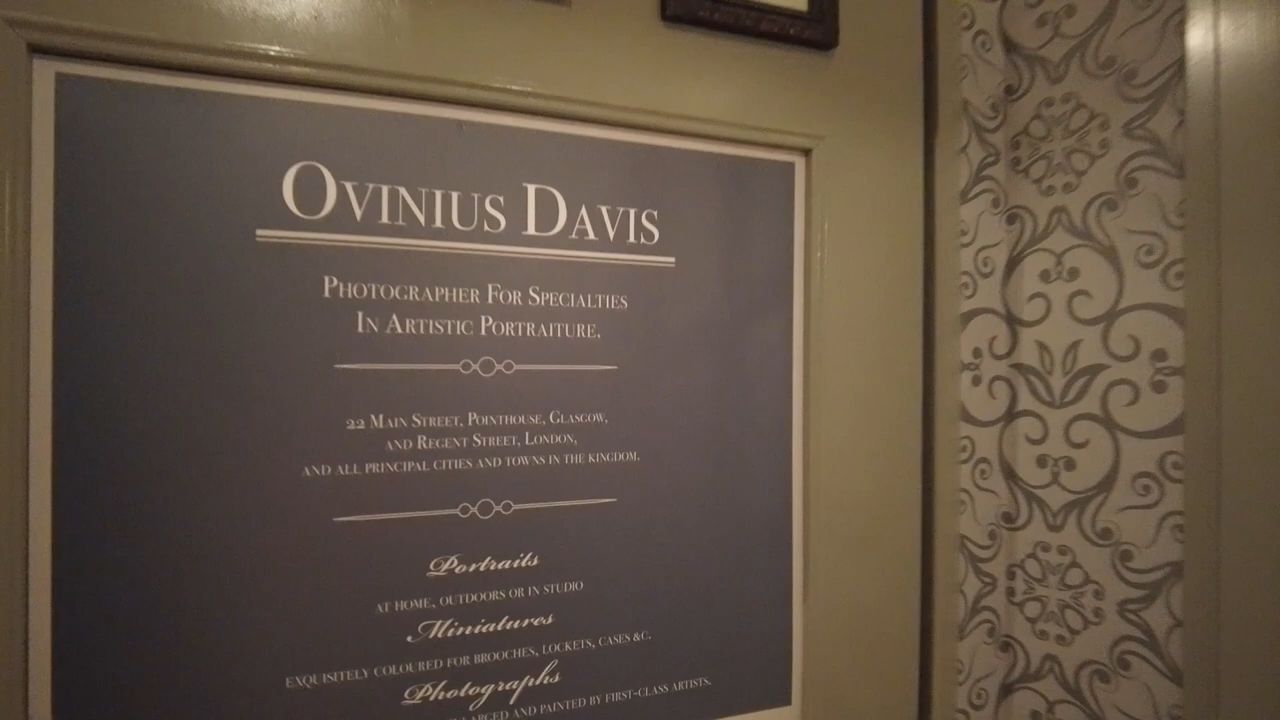 OVINIUS DAVIS
PHOTOGRAPHER FOR SPECIALTIES
IN ARTISTIC PORTRAITURE.
22 MAIN STREET, POINTHOUSE, GLASGOW,
AND REGENT STREET, LONDON,
AND ALL PRINCIPAL CITIES AND TOWNS IN THE KINGDOM.
Portraits
AT HOME, OUTDOORS OR IN STUDIO
Miniatures
EXQUISITELY COLOURED FOR BROOCHES, LOCKETS, CASES &C.
Photographs
AND PAINTED BY FIRST-CLASS ARTISTS.